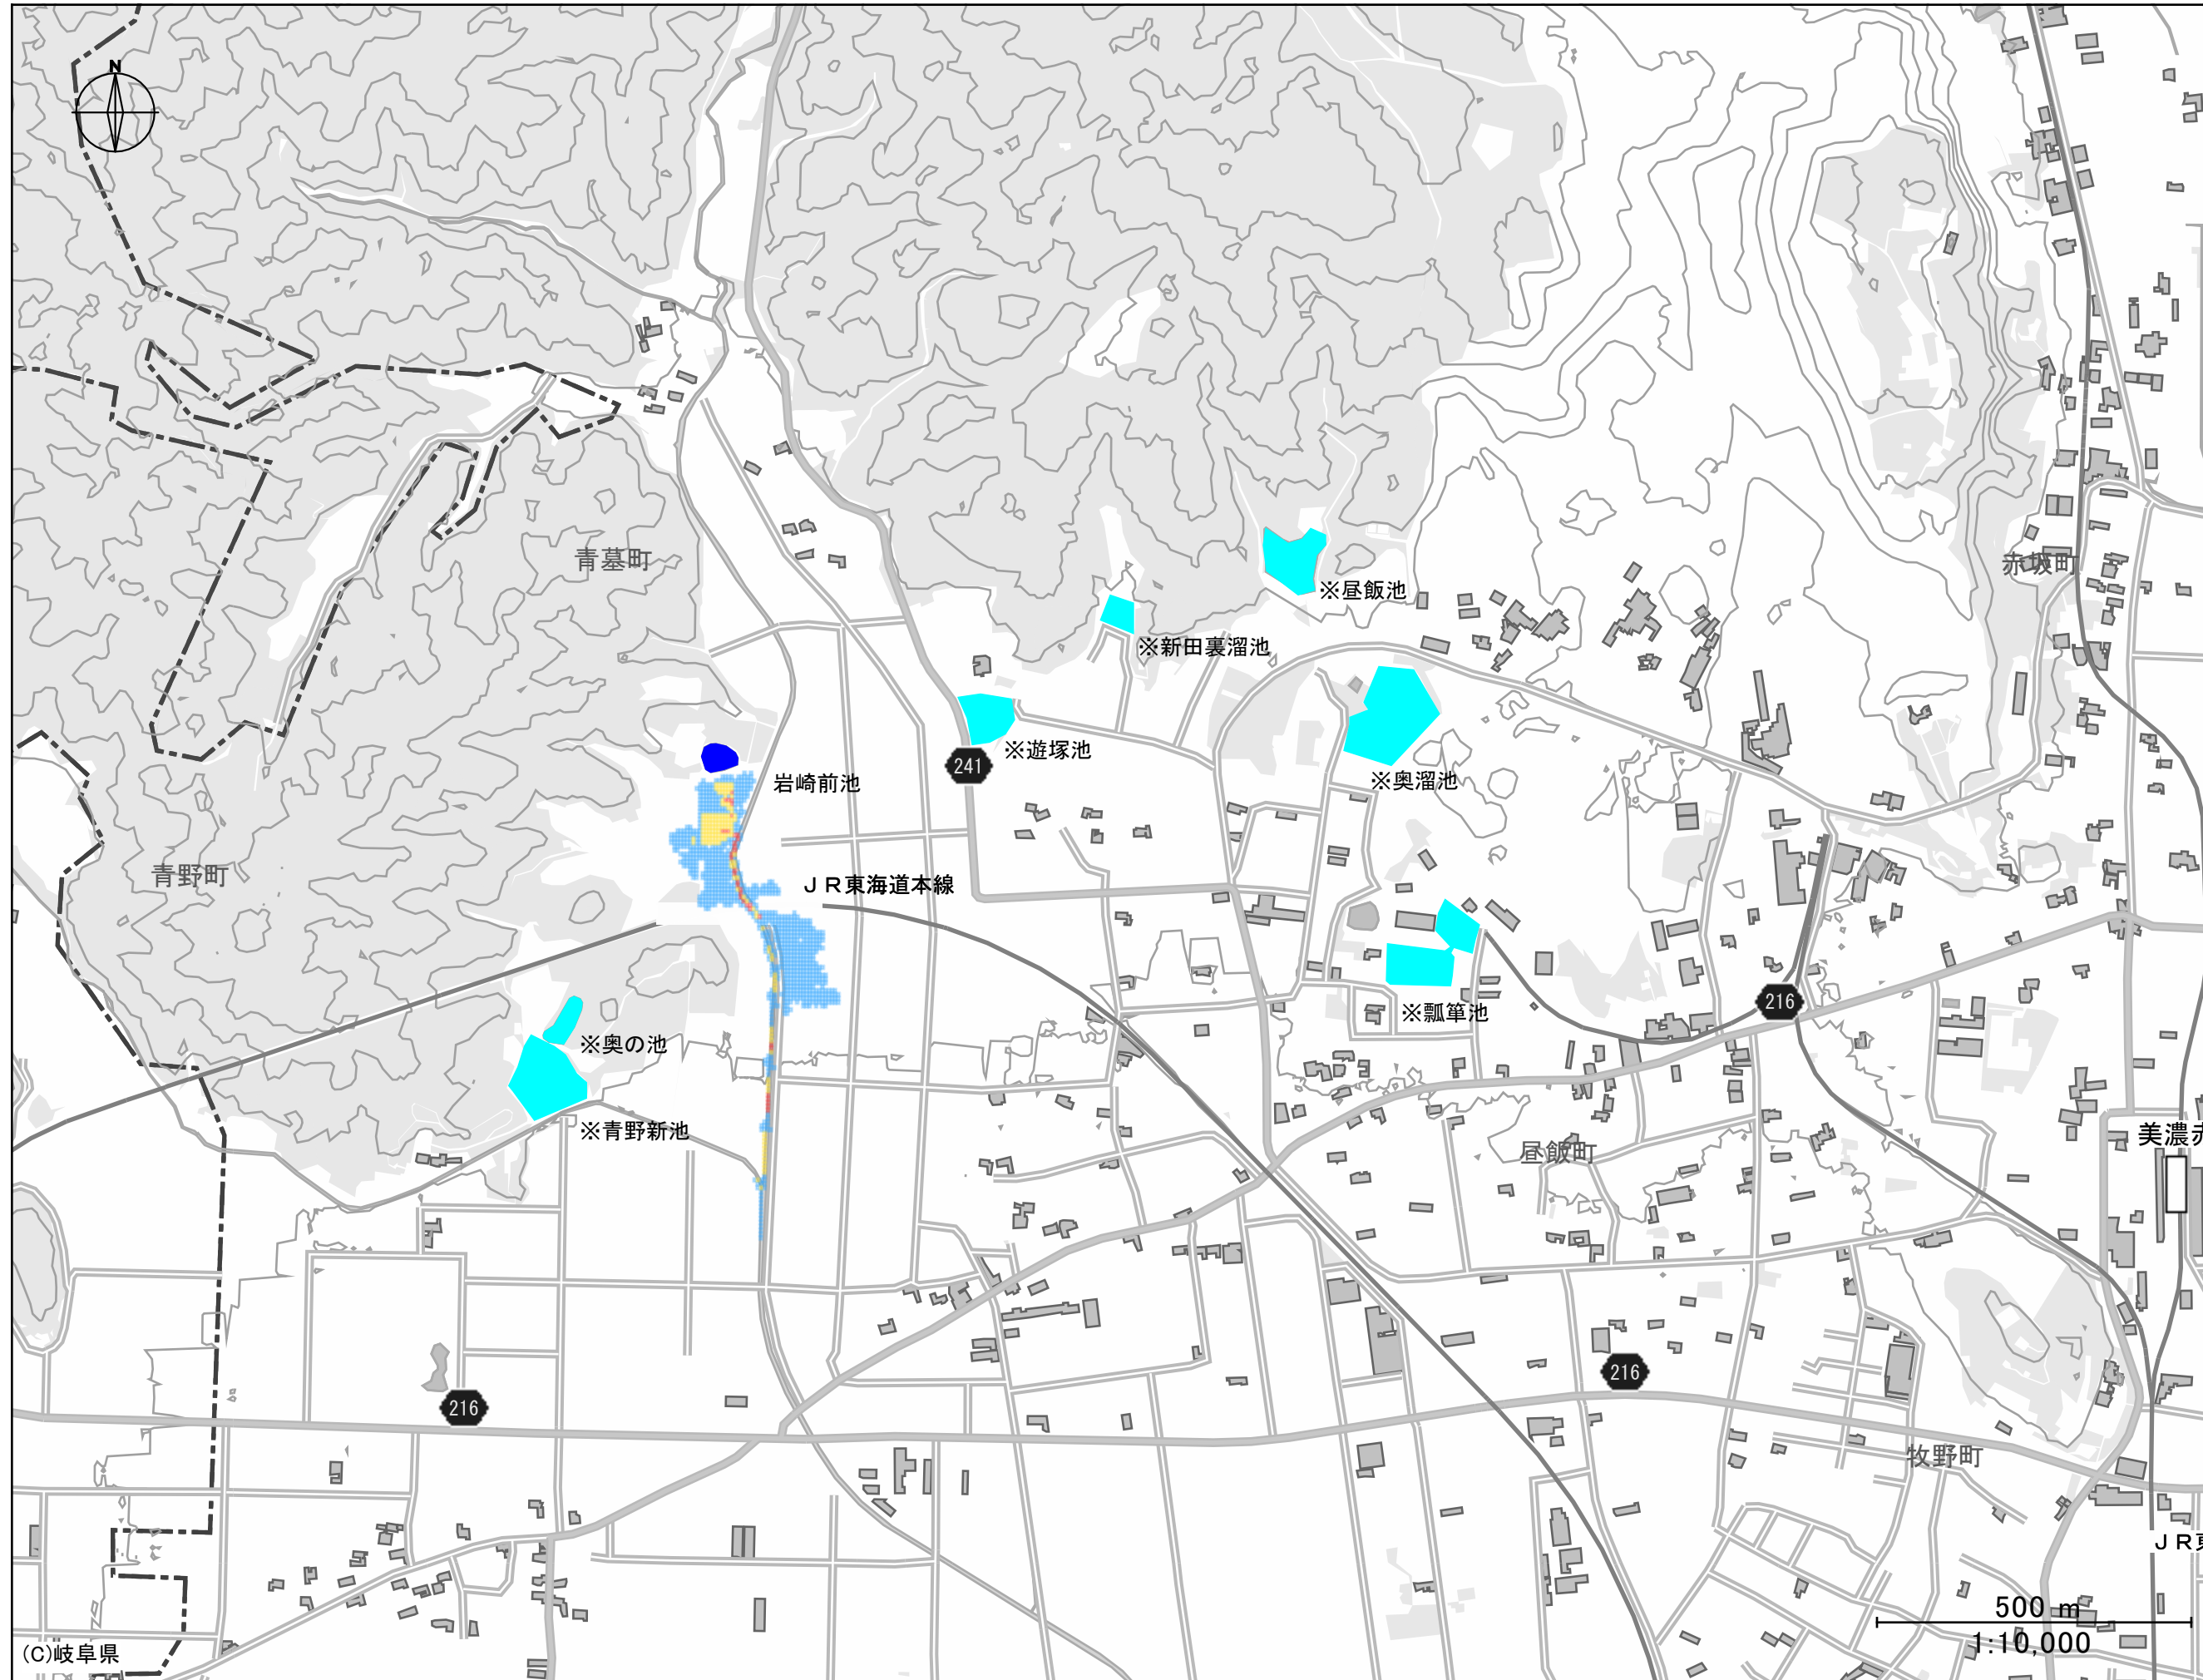 N
青墓町
赤坂町
※昼飯池
※新田裏溜池
※遊塚池
241
岩崎前池
※奥溜池
青野町
ＪＲ東海道本線
216
※瓢箪池
※奥の池
※青野新池
美濃赤
昼飯町
216
216
牧野町
ＪＲ東
500 m
1:10,000
(C)岐阜県